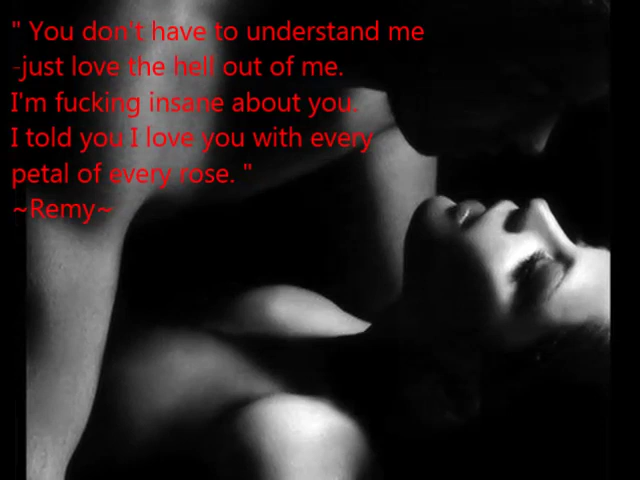 " You don't have to understand me
-just love the hell out of me.
I'm fucking insane about you.
I told you I love you with every
petal of every rose. "
~Remy~